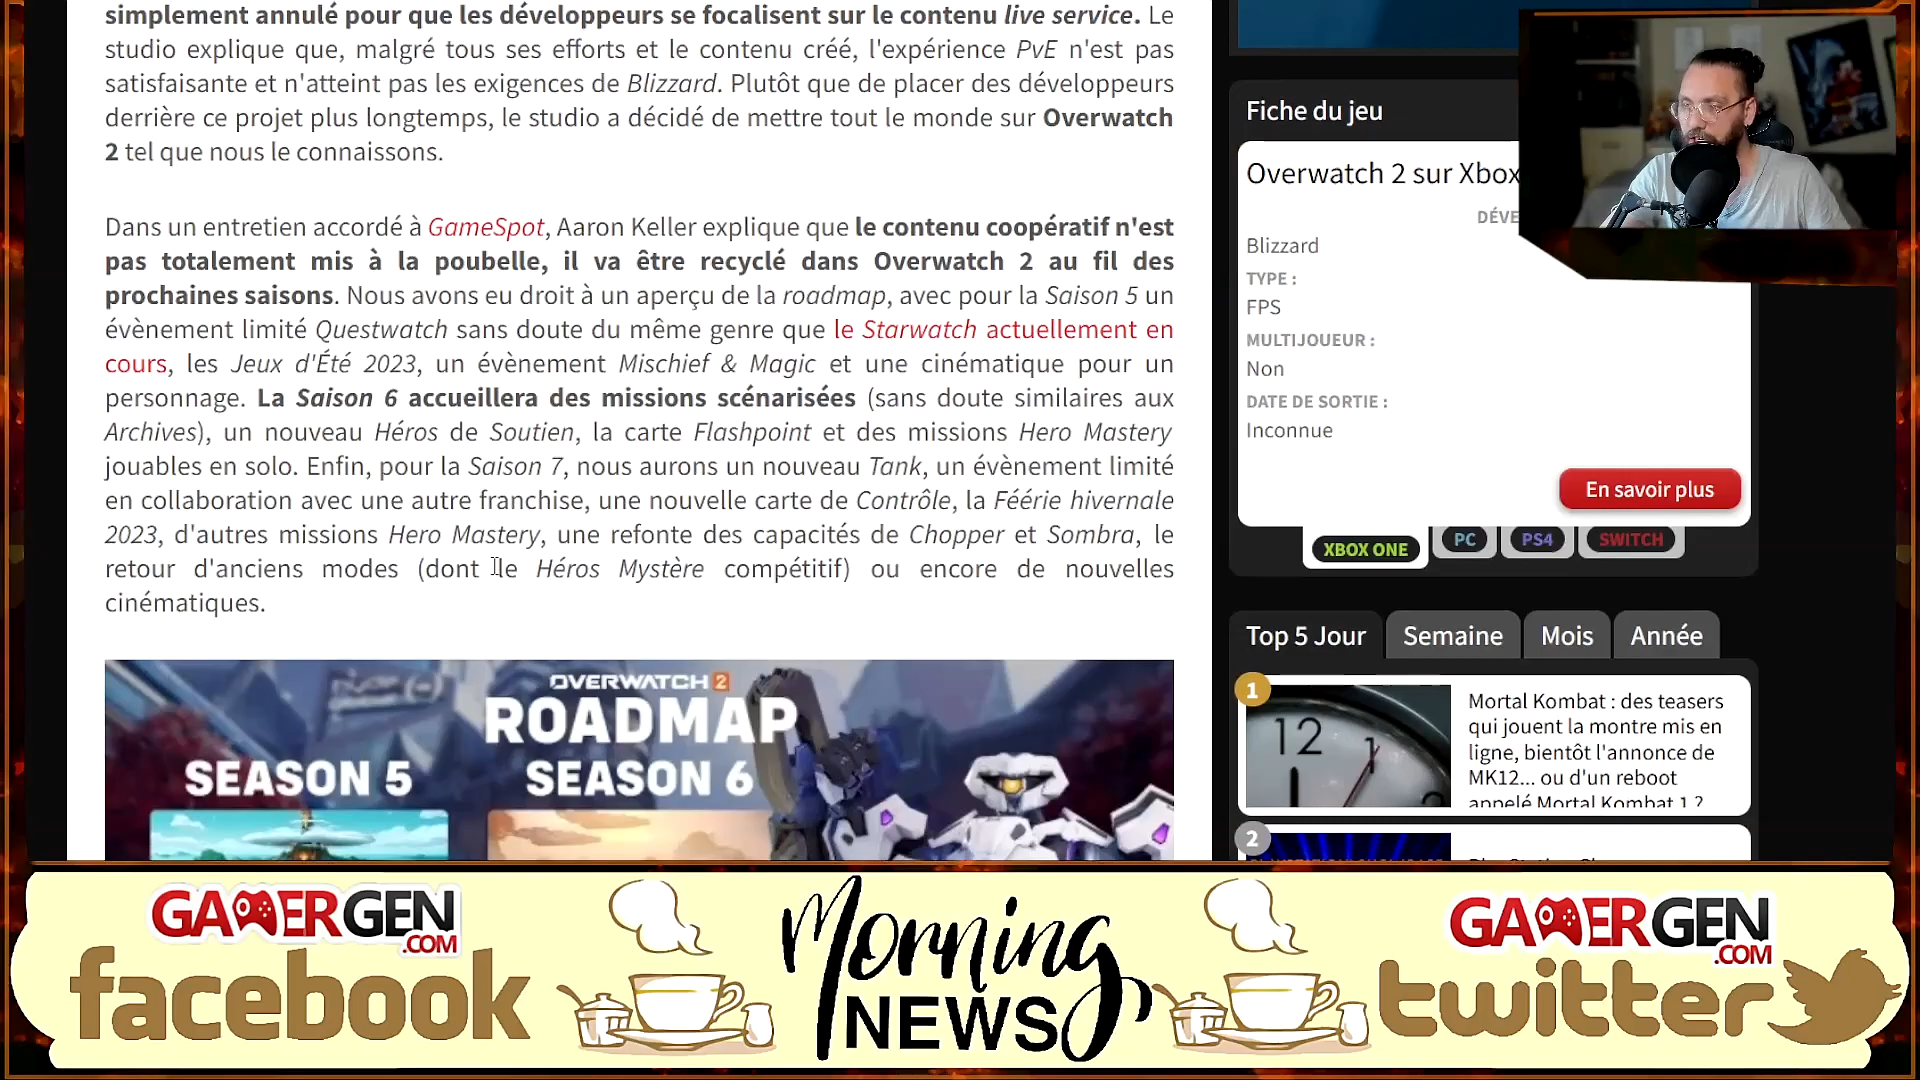 simplement annulé pour que les développeurs se focalisent sur le contenu live service. Le
studio explique que, malgré tous ses efforts et le contenu créé, l'expérience PvE n'est pas
satisfaisante et n'atteint pas les exigences de Blizzard. Plutôt que de placer des développeurs
derrière ce projet plus longtemps, le studio a décidé de mettre tout le monde sur Overwatch
2 tel que nous le connaissons.
Dans un entretien accordé à GameSpot, Aaron Keller explique que le contenu coopératif n'est
pas totalement mis à la poubelle, il va être recyclé dans Overwatch 2 au fil des
prochaines saisons. Nous avons eu droit à un aperçu de la roadmap, avec pour la Saison 5 un
évènement limité Questwatch sans doute du même genre que le Starwatch actuellement en
cours, les Jeux d'Été 2023, un évènement Mischief & Magic et une cinématique pour un
personnage. La Saison 6 accueillera des missions scénarisées (sans doute similaires aux
Archives), un nouveau Héros de Soutien, la carte Flashpoint et des missions Hero Mastery
jouables en solo. Enfin, pour la Saison 7, nous aurons un nouveau Tank, un évènement limité
en collaboration avec une autre franchise, une nouvelle carte de Contrôle, la Féérie hivernale
2023, d'autres missions Hero Mastery, une refonte des capacités de Chopper et Sombra, le
retour d'anciens modes (dont le Héros Mystère compétitif) ou encore de nouvelles
cinématiques.
OVERWATCH 2
ROADMAP
SEASON 5
SEASON 6
Fiche du jeu
Overwatch 2 sur Xbox
DÉVE
Blizzard
TYPE :
FPS
MULTIJOUEUR :
Non
DATE DE SORTIE :
Inconnue
En savoir plus
XBOX ONE
PC
PS4
SWITCH
Top 5 Jour
Semaine
Mois
Année
1
12
1
Mortal Kombat : des teasers
qui jouent la montre mis en
ligne, bientôt l'annonce de
MK12... ou d'un reboot
appelé Mortal Kombat 1 ?
2
GAMERGEN
.COM
facebook
Morning
NEWS
GAMERGEN
.COM
twitter